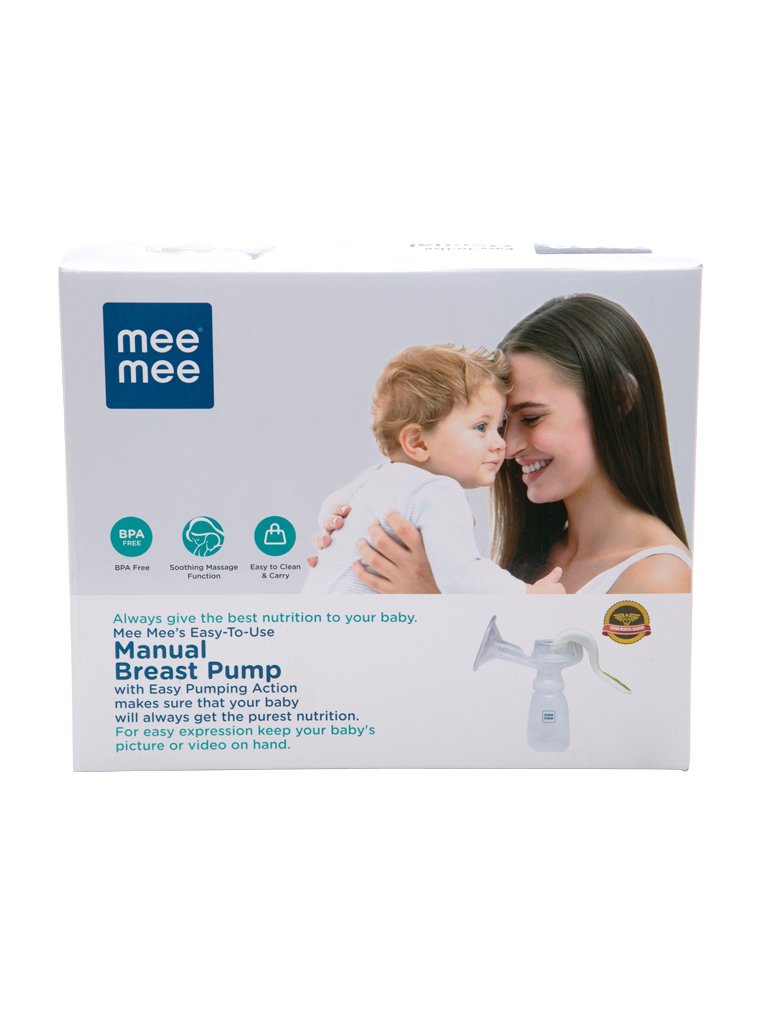 mee
mee
BPA
FREE
BPA Free
Soothing Massage
Function
Easy to Clean
& Carry
Always give the best nutrition to your baby.
Mee Mee's Easy-To-Use
Manual
Breast Pump
with Easy Pumping Action
makes sure that your baby
will always get the purest nutrition.
For easy expression keep your baby's
picture or video on hand.
mee
mee